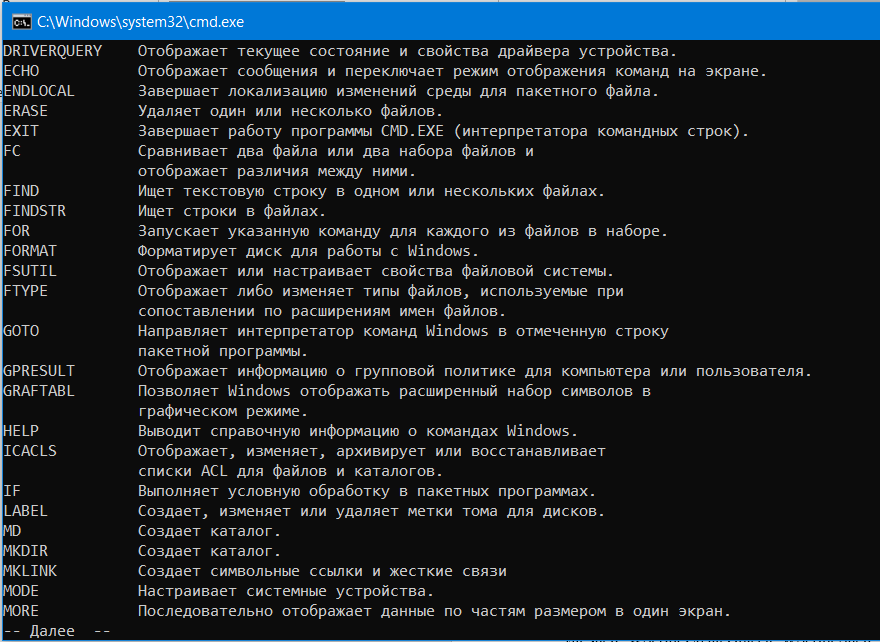 C:\Windows\system32\cmd.exe
DRIVERQUERY    Отображает текущее состояние и свойства драйвера устройства.
ECHO           Отображает сообщения и переключает режим отображения команд на экране.
ENDLOCAL       Завершает локализацию изменений среды для пакетного файла.
ERASE          Удаляет один или несколько файлов.
EXIT           Завершает работу программы CMD.EXE (интерпретатора командных строк).
FC             Сравнивает два файла или два набора файлов и
               отображает различия между ними.
FIND           Ищет текстовую строку в одном или нескольких файлах.
FINDSTR        Ищет строки в файлах.
FOR            Запускает указанную команду для каждого из файлов в наборе.
FORMAT         Форматирует диск для работы с Windows.
FSUTIL         Отображает или настраивает свойства файловой системы.
FTYPE          Отображает либо изменяет типы файлов, используемые при
               сопоставлении по расширениям имен файлов.
GOTO           Направляет интерпретатор команд Windows в отмеченную строку
               пакетной программы.
GPRESULT       Отображает информацию о групповой политике для компьютера или пользователя.
GRAFTABL       Позволяет Windows отображать расширенный набор символов в
               графическом режиме.
HELP           Выводит справочную информацию о командах Windows.
ICACLS         Отображает, изменяет, архивирует или восстанавливает
               списки ACL для файлов и каталогов.
IF             Выполняет условную обработку в пакетных программах.
LABEL          Создает, изменяет или удаляет метки тома для дисков.
MD             Создает каталог.
MKDIR          Создает каталог.
MKLINK         Создает символьные ссылки и жесткие связи
MODE           Настраивает системные устройства.
MORE           Последовательно отображает данные по частям размером в один экран.
-- Далее  --